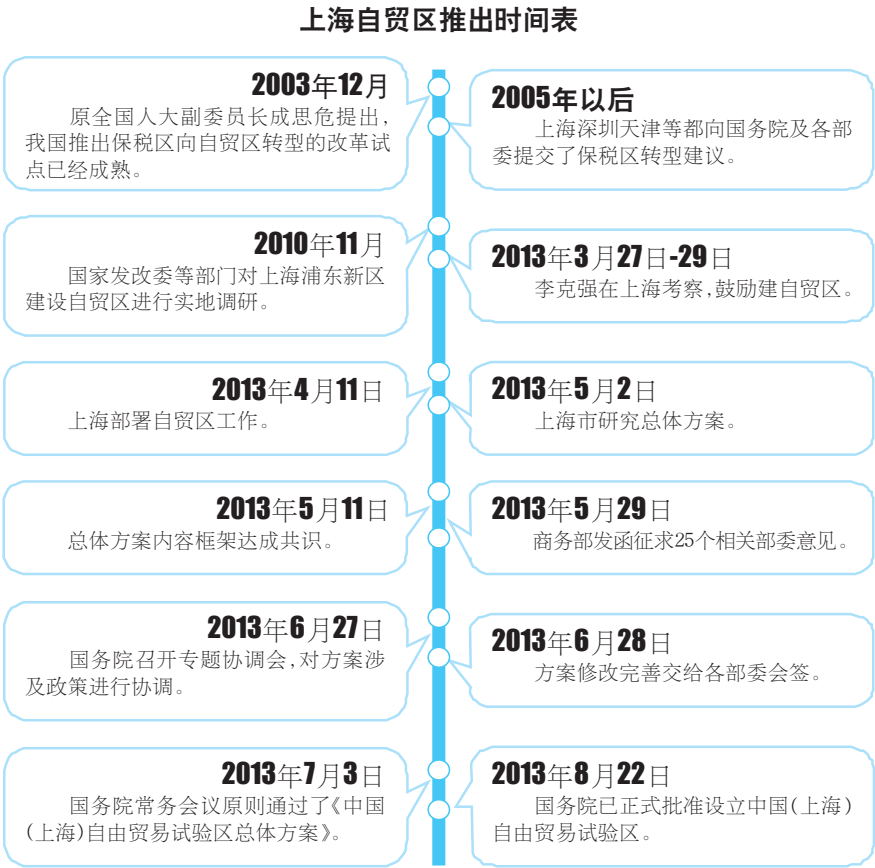 上海自贸区推出时间表
2003年12月
原全国人大副委员长成思危提出，
我国推出保税区向自贸区转型的改革试
点已经成熟。
2005年以后
上海深圳天津等都向国务院及各部
委提交了保税区转型建议。
2010年11月
国家发改委等部门对上海浦东新区
建设自贸区进行实地调研。
2013年3月27日-29日
李克强在上海考察，鼓励建自贸区。
2013年4月11日
上海部署自贸区工作。
2013年5月2日
上海市研究总体方案。
2013年5月11日
总体方案内容框架达成共识。
2013年5月29日
商务部发函征求25个相关部委意见。
2013年6月27日
国务院召开专题协调会，对方案涉
及政策进行协调。
2013年6月28日
方案修改完善交给各部委会签。
2013年7月3日
国务院常务会议原则通过了《中国
（上海）自由贸易试验区总体方案》。
2013年8月22日
国务院已正式批准设立中国（上海）
自由贸易试验区。